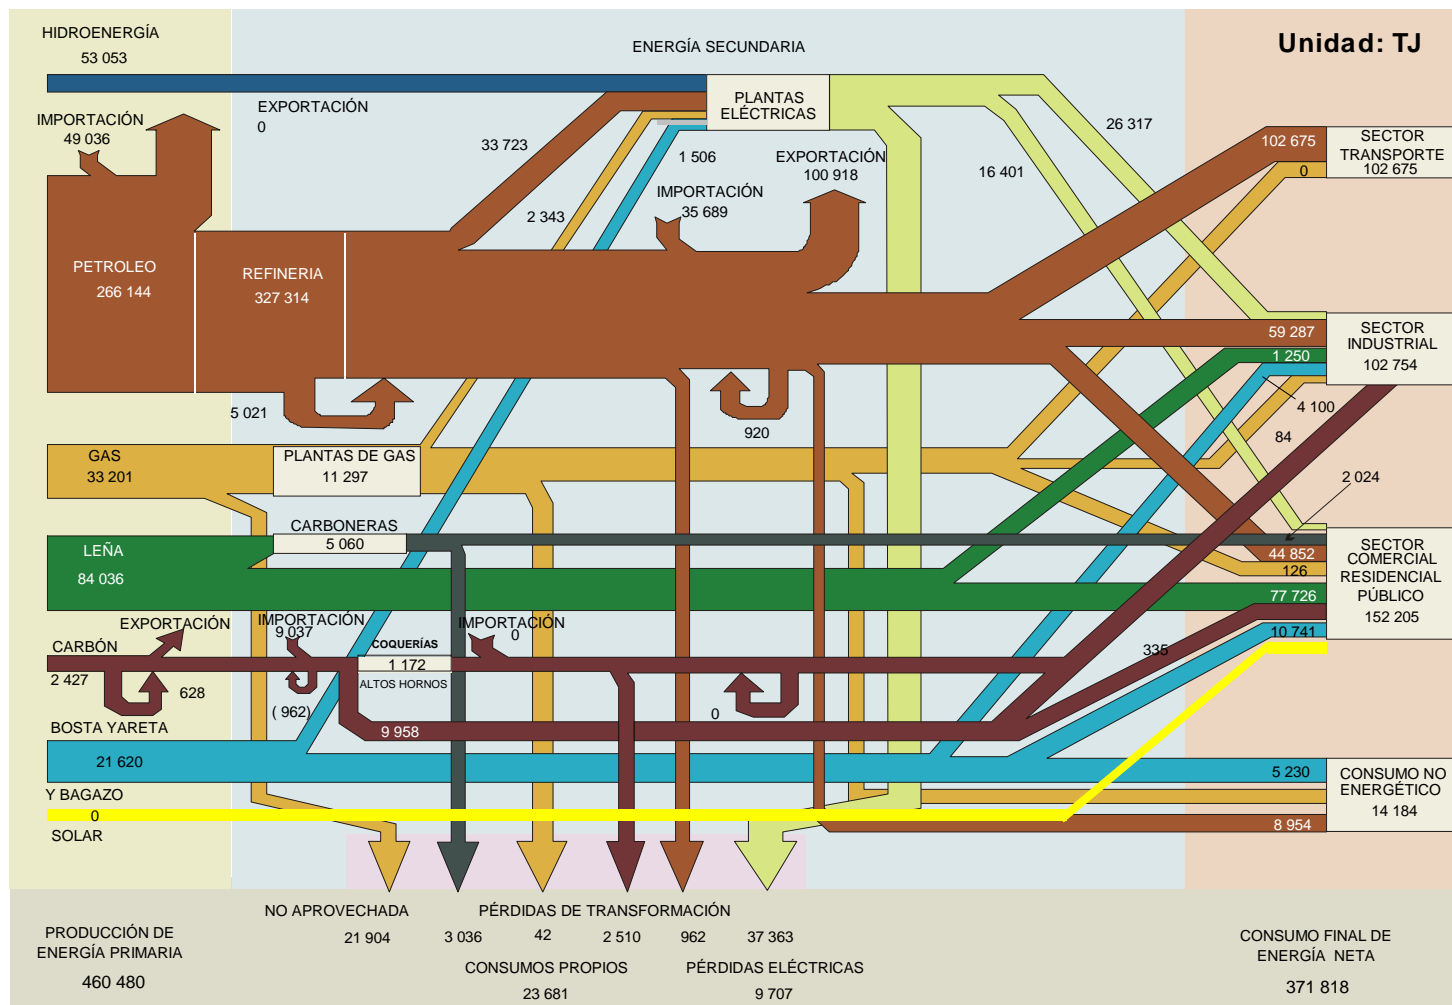 HIDROENERGÍA
53 053
ENERGÍA SECUNDARIA
Unidad: TJ
IMPORTACIÓN
49 036
EXPORTACIÓN
0
33 723
2 343
1 506
PLANTAS
ELÉCTRICAS
EXPORTACIÓN
100 918
IMPORTACIÓN
35 689
26 317
16 401
102 675
0
SECTOR
TRANSPORTE
102 675
PETROLEO
266 144
REFINERIA
327 314
5 021
920
59 287
1 250
4 100
84
SECTOR
INDUSTRIAL
102 754
GAS
33 201
PLANTAS DE GAS
11 297
2 024
CARBONERAS
5 060
LEÑA
84 036
44 852
126
77 726
10 741
335
SECTOR
COMERCIAL
RESIDENCIAL
PÚBLICO
152 205
EXPORTACIÓN
IMPORTACIÓN
9 037
IMPORTACIÓN
0
CARBÓN
2 427
628
(962)
COQUERÍAS
1 172
ALTOS HORNOS
0
9 958
BOSTA YARETA
21 620
Y BAGAZO
0
SOLAR
5 230
8 954
CONSUMO NO
ENERGÉTICO
14 184
NO APROVECHADA
21 904
PÉRDIDAS DE TRANSFORMACIÓN
3 036
42
2 510
962
37 363
CONSUMOS PROPIOS
23 681
PÉRDIDAS ELÉCTRICAS
9 707
PRODUCCIÓN DE
ENERGÍA PRIMARIA
460 480
CONSUMO FINAL DE
ENERGÍA NETA
371 818